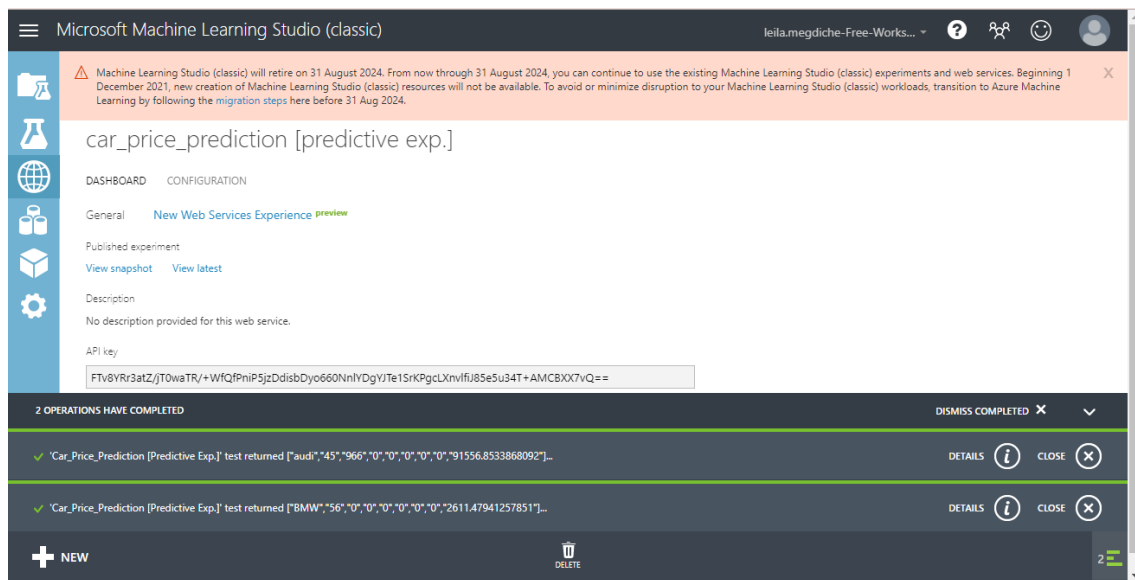 Microsoft Machine Learning Studio (classic)
leila.megdiche-Free-Works...
Machine Learning Studio (classic) will retire on 31 August 2024. From now through 31 August 2024, you can continue to use the existing Machine Learning Studio (classic) experiments and web services. Beginning 1
December 2021, new creation of Machine Learning Studio (classic) resources will not be available. To avoid or minimize disruption to your Machine Learning Studio (classic) workloads, transition to Azure Machine
Learning by following the migration steps here before 31 Aug 2024.
X
car_price_prediction [predictive exp.]
DASHBOARD CONFIGURATION
General New Web Services Experience preview
Published experiment
View snapshot View latest
Description
No description provided for this web service.
API key
FTv8YRr3atZ/jT0waTR/+WfQfPniP5jzDdisbDyo660NnlYDgYJTe1SrKPgcLXnvlfiJ85e5u34T+AMCBXX7vQ==
2 OPERATIONS HAVE COMPLETED
DISMISS COMPLETED
'Car_Price_Prediction [Predictive Exp.]' test returned ["audi","45","966","0","0","0","0","0","91556.8533868092"]...
DETAILS CLOSE
'Car_Price_Prediction [Predictive Exp.]' test returned ["BMW","56","0","0","0","0","0","0","2611.47941257851"]...
DETAILS CLOSE
NEW
DELETE
2